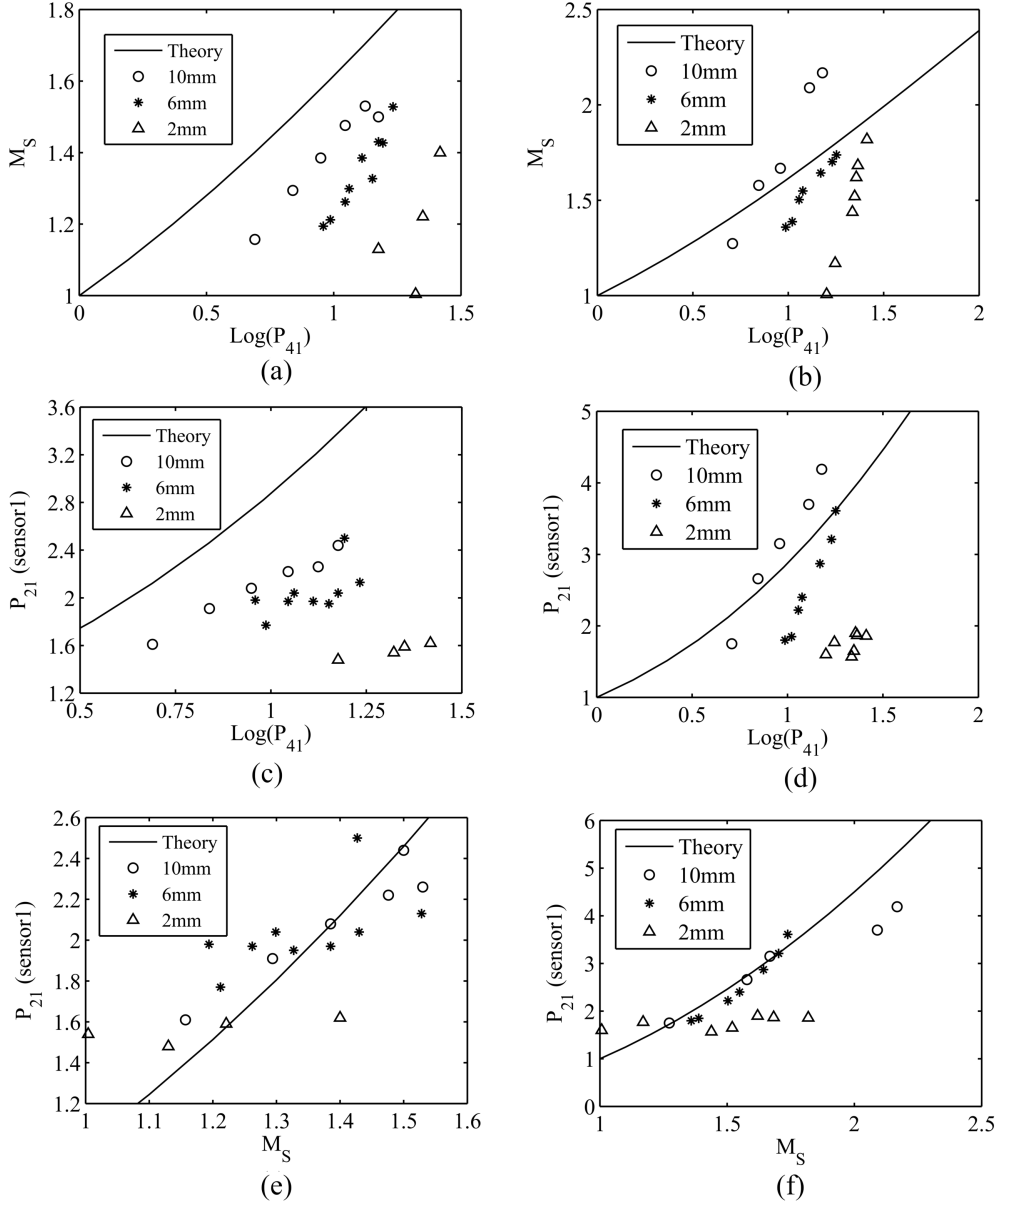 1.8
1.6
1.4
1.2
1
M_S
Theory
10mm
6mm
2mm
0 0.5 1 1.5
Log(P_41)
(a)
2.5
2
1.5
1
M_S
Theory
10mm
6mm
2mm
0 0.5 1 1.5 2
Log(P_41)
(b)
3.6
3.2
2.8
2.4
2
1.6
1.2
P_21 (sensor1)
Theory
10mm
6mm
2mm
0.5 0.75 1 1.25 1.5
Log(P_41)
(c)
5
4
3
2
1
P_21 (sensor1)
Theory
10mm
6mm
2mm
0 0.5 1 1.5 2
Log(P_41)
(d)
2.6
2.4
2.2
2
1.8
1.6
1.4
1.2
P_21 (sensor1)
Theory
10mm
6mm
2mm
1 1.1 1.2 1.3 1.4 1.5 1.6
M_S
(e)
6
5
4
3
2
1
0
P_21 (sensor1)
Theory
10mm
6mm
2mm
1 1.5 2 2.5
M_S
(f)